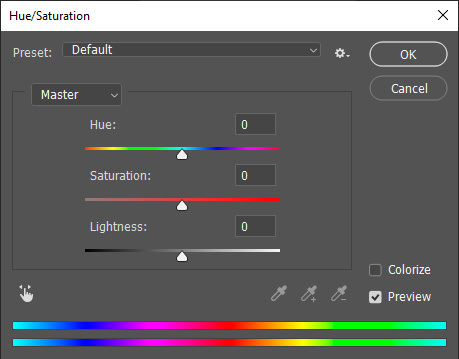 Hue/Saturation
Preset: Default
OK
Cancel
Master
Hue: 0
Saturation: 0
Lightness: 0
Colorize
Preview